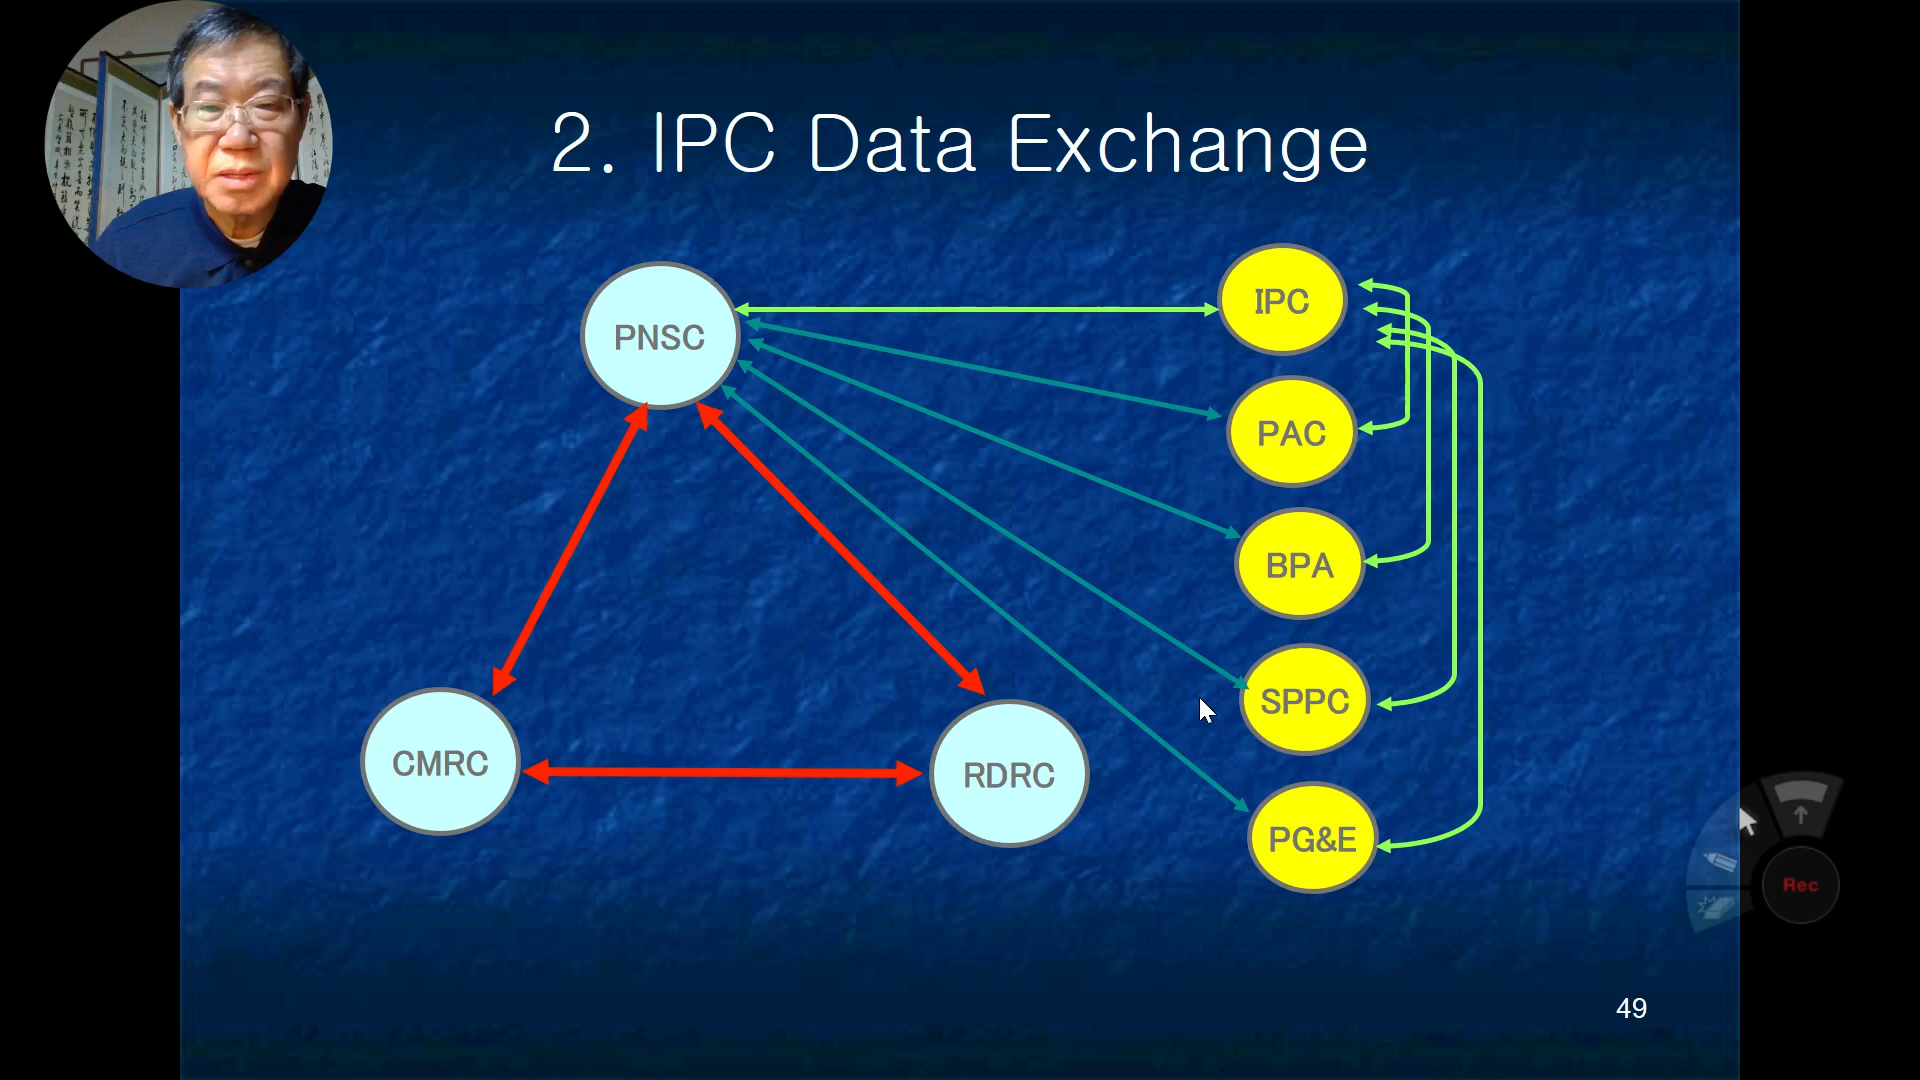 2. IPC Data Exchange
PNSC
IPC
PAC
BPA
SPPC
PG&E
CMRC
RDRC
Rec
49